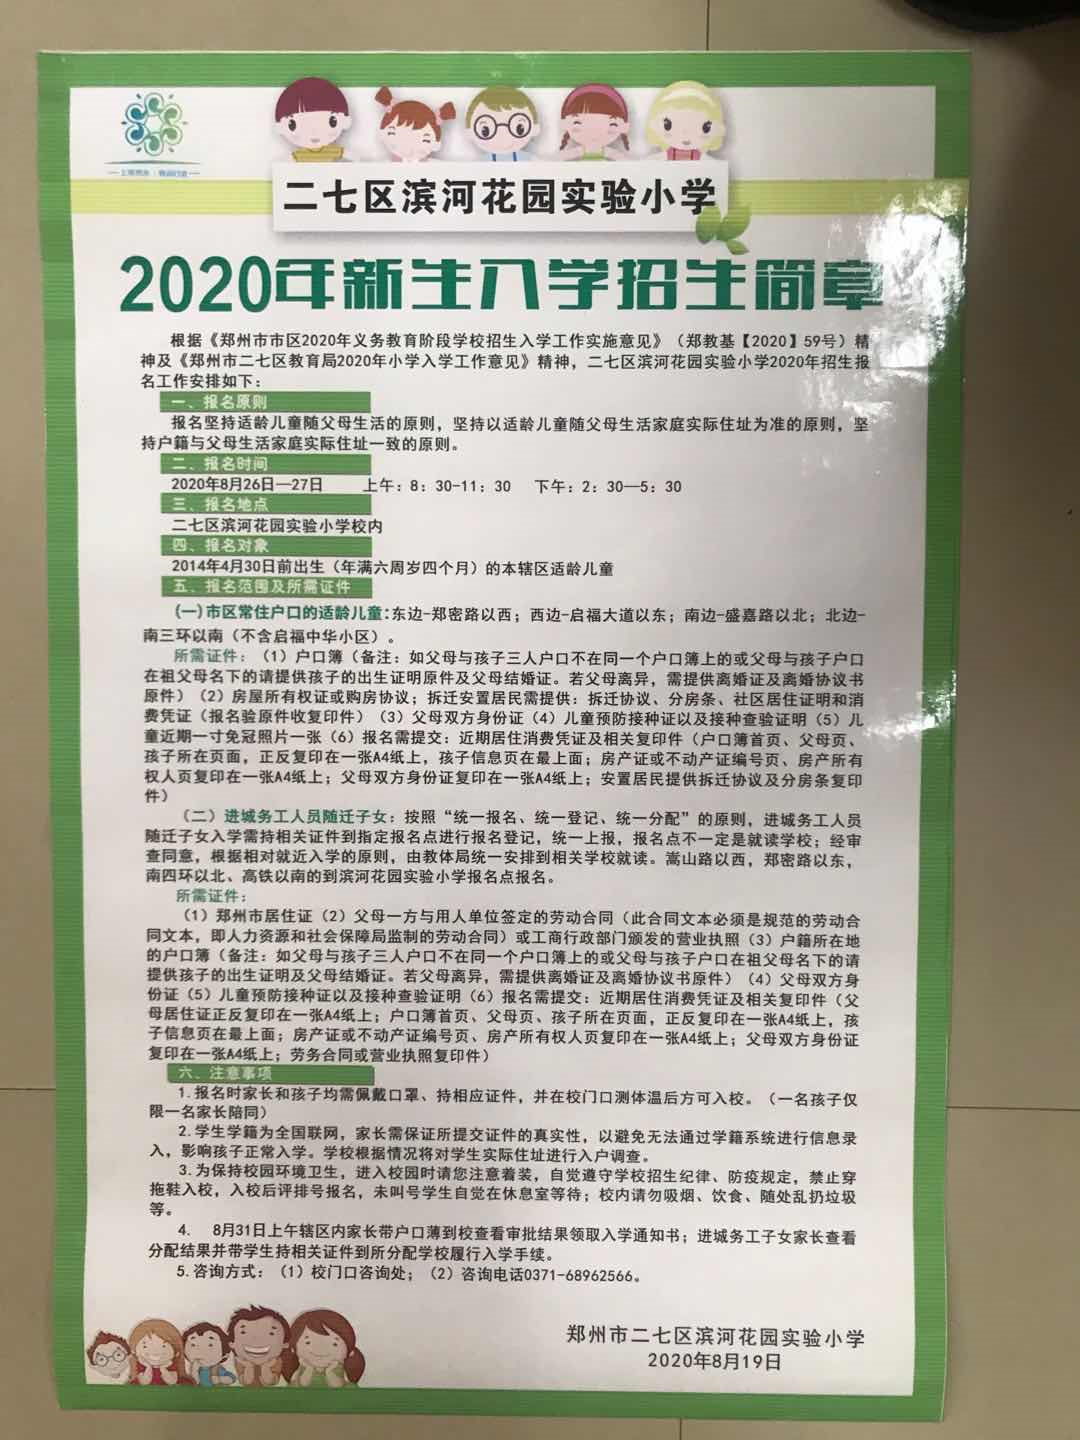 二七区滨河花园实验小学
2020年新生入学招生简章
根据《郑州市市区2020年义务教育阶段学校招生入学工作实施意见》（郑教基【2020】59号）精
神及《郑州市二七区教育局2020年小学入学工作意见》精神，二七区滨河花园实验小学2020年招生报
名工作安排如下：
一、报名原则
报名坚持适龄儿童随父母生活的原则，坚持以适龄儿童随父母生活家庭实际住址为准的原则，坚
持户籍与父母生活家庭实际住址一致的原则。
二、报名时间
2020年8月26日—27日 上午：8：30-11：30 下午：2：30—5：30
三、报名地点
二七区滨河花园实验小学校内
四、报名对象
2014年4月30日前出生（年满六周岁四个月）的本辖区适龄儿童
五、报名范围及所需证件
(一)市区常住户口的适龄儿童：东边-郑密路以西；西边-启福大道以东；南边-盛嘉路以北；北边-
南三环以南（不含启福中华小区）。
所需证件：（1）户口簿（备注：如父母与孩子三人户口不在同一个户口簿上的或父母与孩子户口
在祖父母名下的请提供孩子的出生证明原件及父母结婚证。若父母离异，需提供离婚证及离婚协议书
原件）（2）房屋所有权证或购房协议；拆迁安置居民需提供：拆迁协议、分房条、社区居住证明和消
费凭证（报名验原件收复印件）（3）父母双方身份证（4）儿童预防接种证以及接种查验证明（5）儿
童近期一寸免冠照片一张（6）报名需提交：近期居住消费凭证及相关复印件（户口簿首页、父母页、
孩子所在页面，正反复印在一张A4纸上，孩子信息页在最上面；房产证或不动产证编号页、房产所有
权人页复印在一张A4纸上；父母双方身份证复印在一张A4纸上；安置居民提供拆迁协议及分房条复印
件）
（二）进城务工人员随迁子女：按照“统一报名、统一登记、统一分配”的原则，进城务工人员
随迁子女入学需持相关证件到指定报名点进行报名登记，统一上报，报名点不一定是就读学校；经审
查同意，根据相对就近入学的原则，由教体局统一安排到相关学校就读。嵩山路以西，郑密路以东，
南四环以北、高铁以南的到滨河花园实验小学报名点报名。
所需证件：
（1）郑州市居住证（2）父母一方与用人单位签定的劳动合同（此合同文本必须是规范的劳动合
同文本，即人力资源和社会保障局监制的劳动合同）或工商行政部门颁发的营业执照（3）户籍所在地
的户口簿（备注：如父母与孩子三人户口不在同一个户口簿上的或父母与孩子户口在祖父母名下的请
提供孩子的出生证明及父母结婚证。若父母离异，需提供离婚证及离婚协议书原件）（4）父母双方身
份证（5）儿童预防接种证以及接种查验证明（6）报名需提交：近期居住消费凭证及相关复印件（父
母居住证正反复印在一张A4纸上；户口簿首页、父母页、孩子所在页面，正反复印在一张A4纸上，孩
子信息页在最上面；房产证或不动产证编号页、房产所有权人页复印在一张A4纸上；父母双方身份证
复印在一张A4纸上；劳务合同或营业执照复印件）
六、注意事项
1.报名时家长和孩子均需佩戴口罩、持相应证件，并在校门口测体温后方可入校。（一名孩子仅
限一名家长陪同）
2.学生学籍为全国联网，家长需保证所提交证件的真实性，以避免无法通过学籍系统进行信息录
入，影响孩子正常入学。学校根据情况将对学生实际住址进行入户调查。
3.为保持校园环境卫生，进入校园时请您注意着装，自觉遵守学校招生纪律、防疫规定，禁止穿
拖鞋入校，入校后评排号报名，未叫号学生自觉在休息室等待；校内请勿吸烟、饮食、随处乱扔垃圾
等。
4. 8月31日上午辖区内家长带户口薄到校查看审批结果领取入学通知书；进城务工子女家长查看
分配结果并带学生持相关证件到所分配学校履行入学手续。
5.咨询方式：（1）校门口咨询处；（2）咨询电话0371-68962566。
郑州市二七区滨河花园实验小学
2020年8月19日